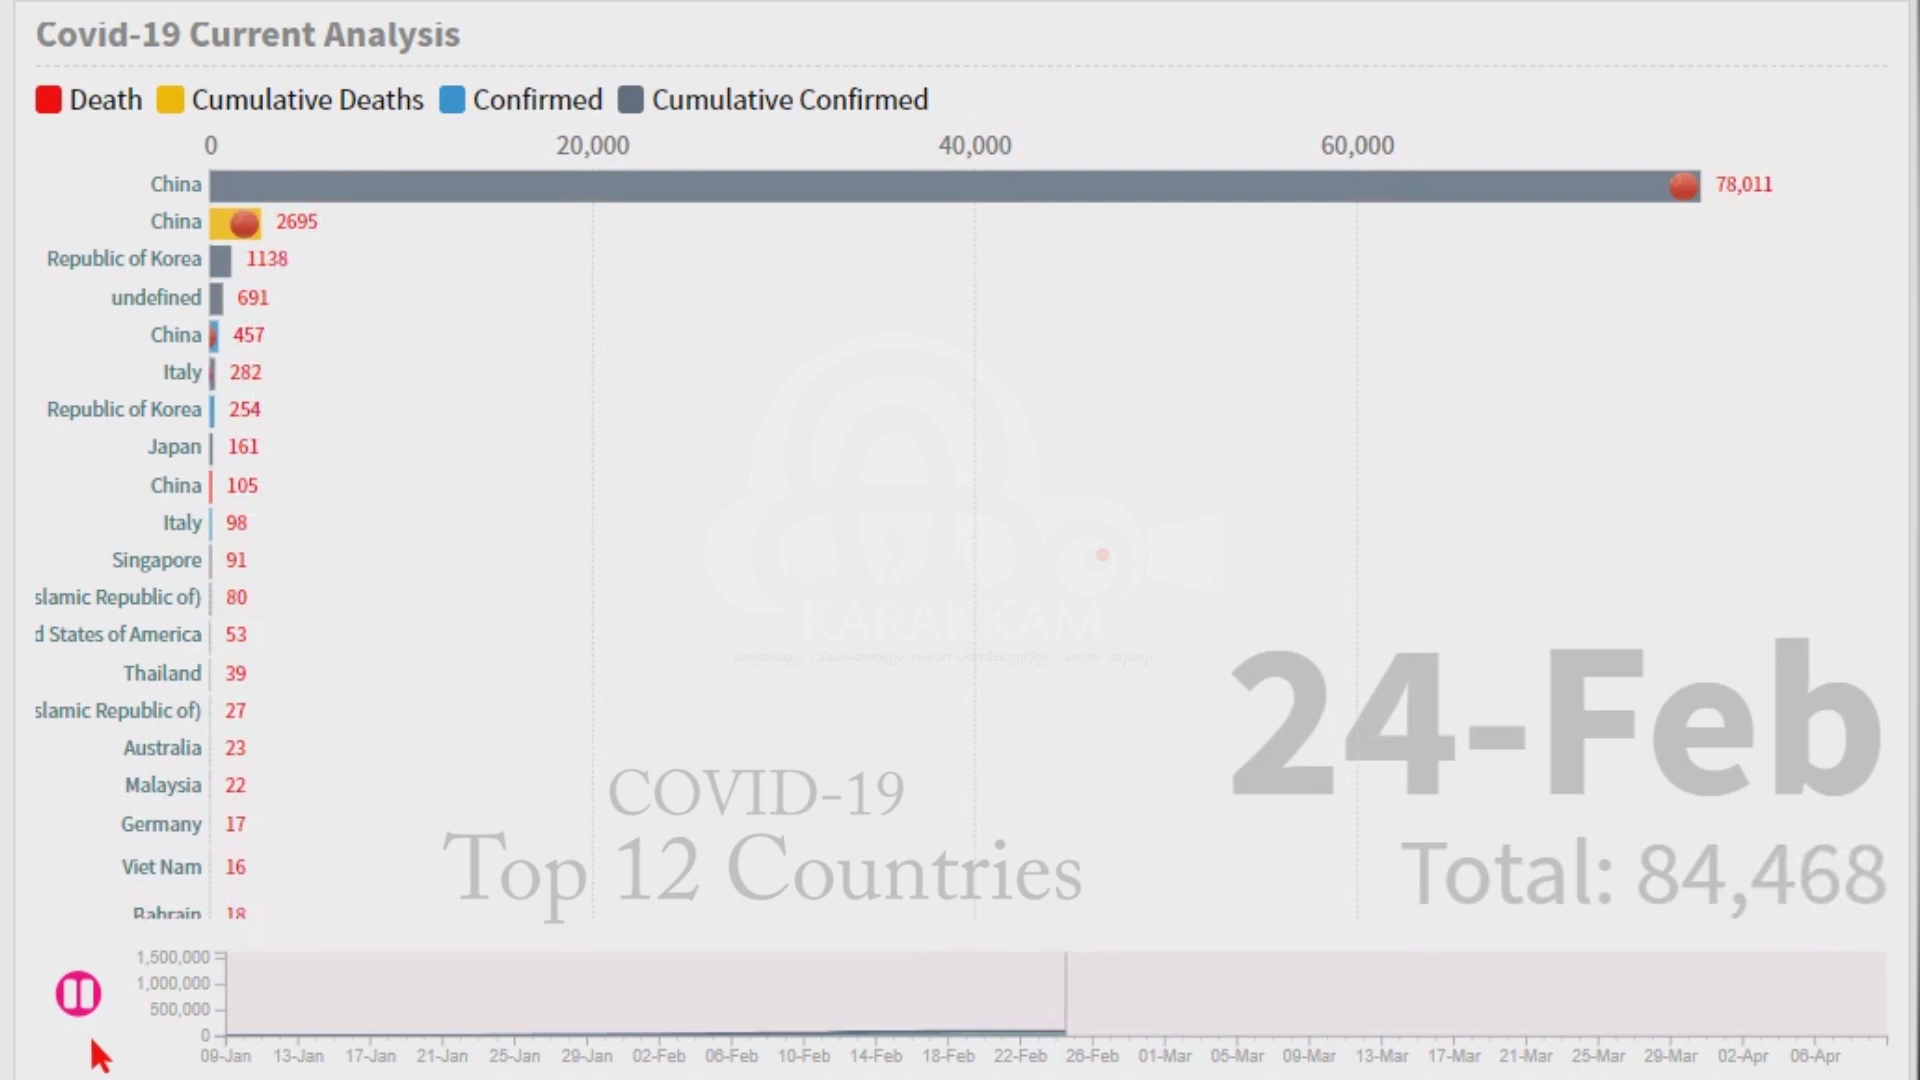 Covid-19 Current Analysis
Death Cumulative Deaths Confirmed Cumulative Confirmed
0 20,000 40,000 60,000
China 78,011
China 2695
Republic of Korea 1138
undefined 691
China 457
Italy 282
Republic of Korea 254
Japan 161
China 105
Italy 98
Singapore 91
slamic Republic of) 80
d States of America 53
Thailand 39
slamic Republic of) 27
Australia 23
Malaysia 22
Germany 17
Viet Nam 16
Bahrain 18
KARAKKAM
24-Feb
COVID-19
Top 12 Countries
Total: 84,468
1,500,000
1,000,000
500,000
0
09-Jan 13-Jan 17-Jan 21-Jan 25-Jan 29-Jan 02-Feb 06-Feb 10-Feb 14-Feb 18-Feb 22-Feb 26-Feb 01-Mar 05-Mar 09-Mar 13-Mar 17-Mar 21-Mar 25-Mar 29-Mar 02-Apr 06-Apr